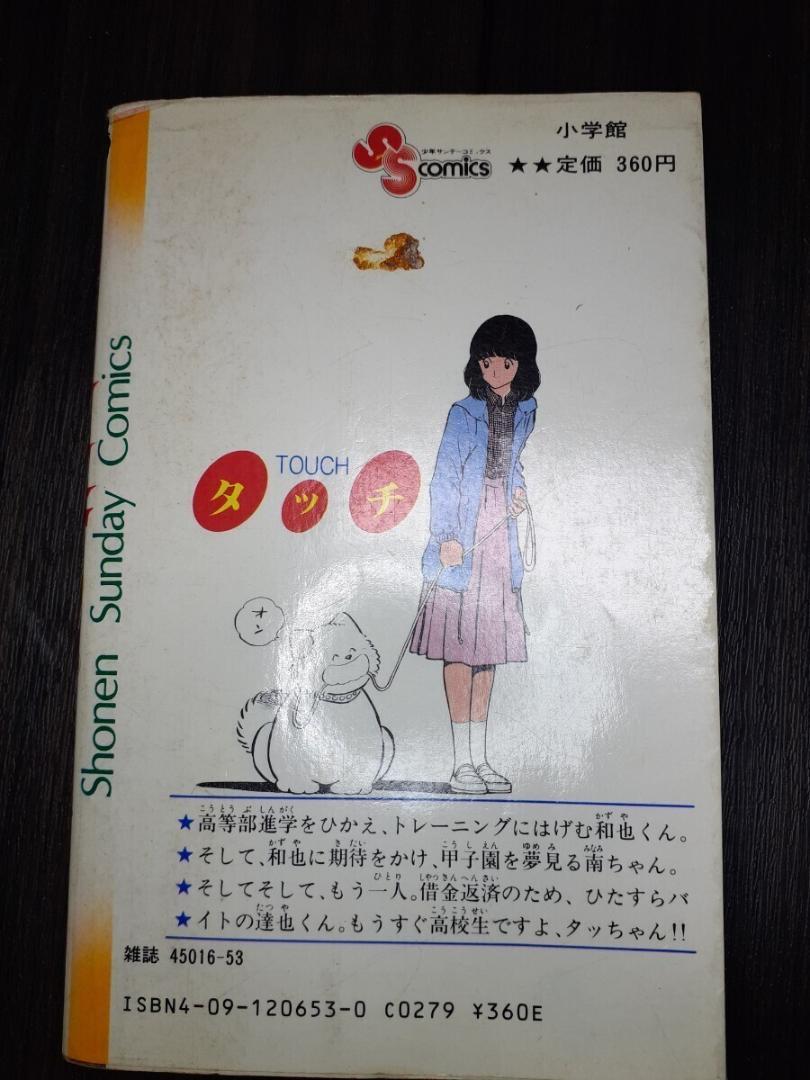 小学館
少年サンデーコミックス
SS comics ★★定価 360円
TOUCH
タッチ
オン
Shonen Sunday Comics
★高等部進学をひかえ、トレーニングにはげむ和也くん。
★そして、和也に期待をかけ、甲子園を夢見る南ちゃん。
★そしてそして、もう一人。借金返済のため、ひたすらバ
★イトの達也くん。もうすぐ高校生ですよ、タッちゃん!!
雑誌 45016-53
ISBN4-09-120653-0 C0279 ¥360E